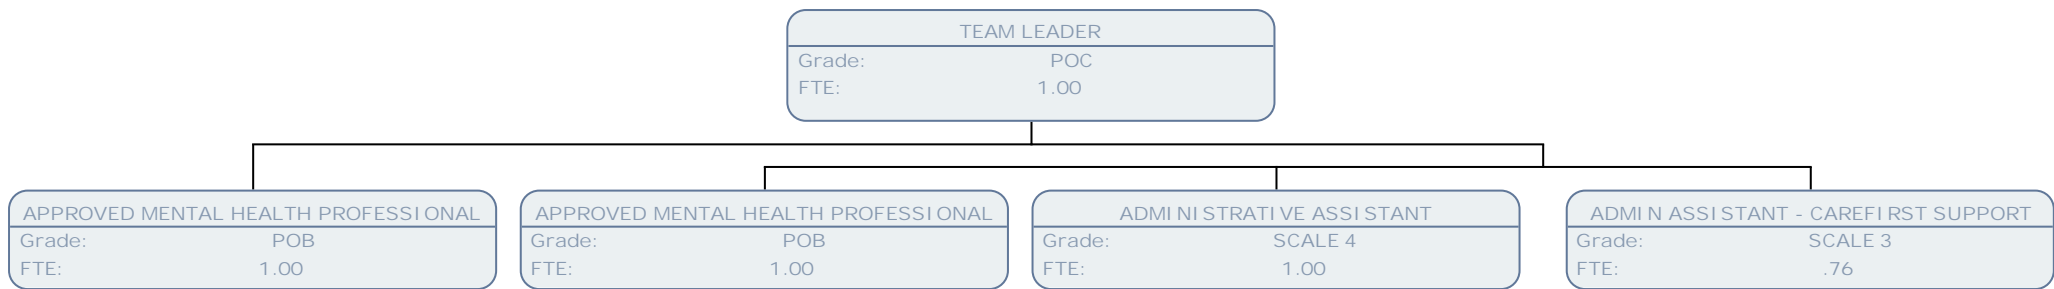 TEAM LEADER
Grade: POC
FTE: 1.00
APPROVED MENTAL HEALTH PROFESSIONAL
Grade: POB
FTE: 1.00
APPROVED MENTAL HEALTH PROFESSIONAL
Grade: POB
FTE: 1.00
ADMINISTRATIVE ASSISTANT
Grade: SCALE 4
FTE: 1.00
ADMIN ASSISTANT - CAREFIRST SUPPORT
Grade: SCALE 3
FTE: .76